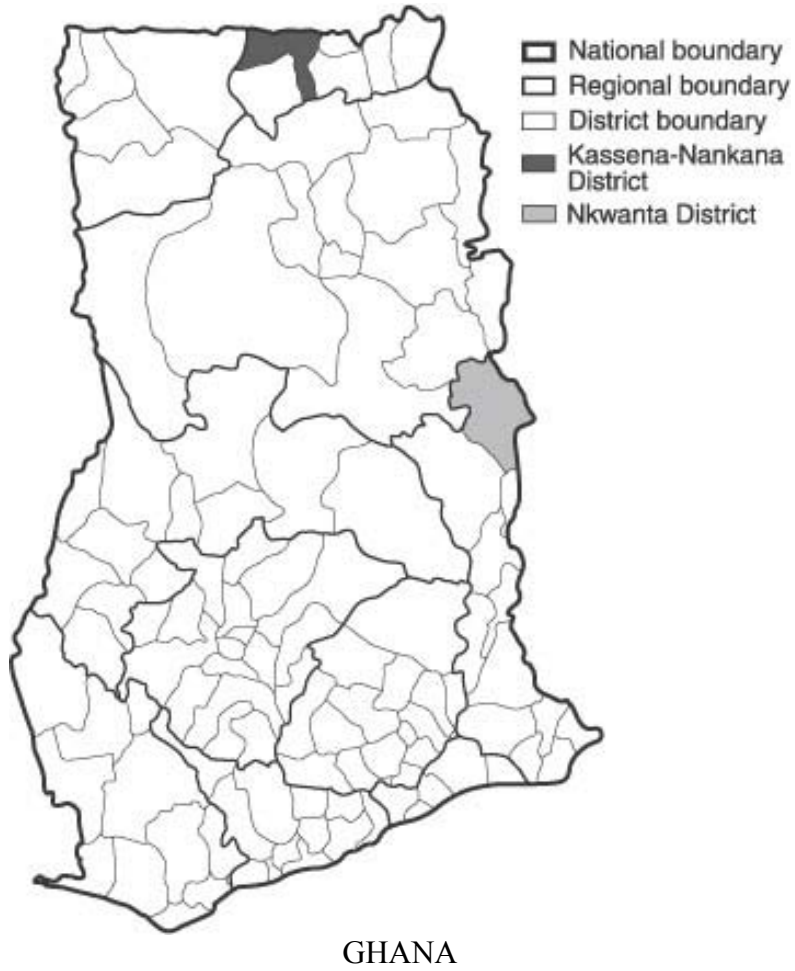 National boundary
Regional boundary
District boundary
Kassena-Nankana
District
Nkwanta District
GHANA